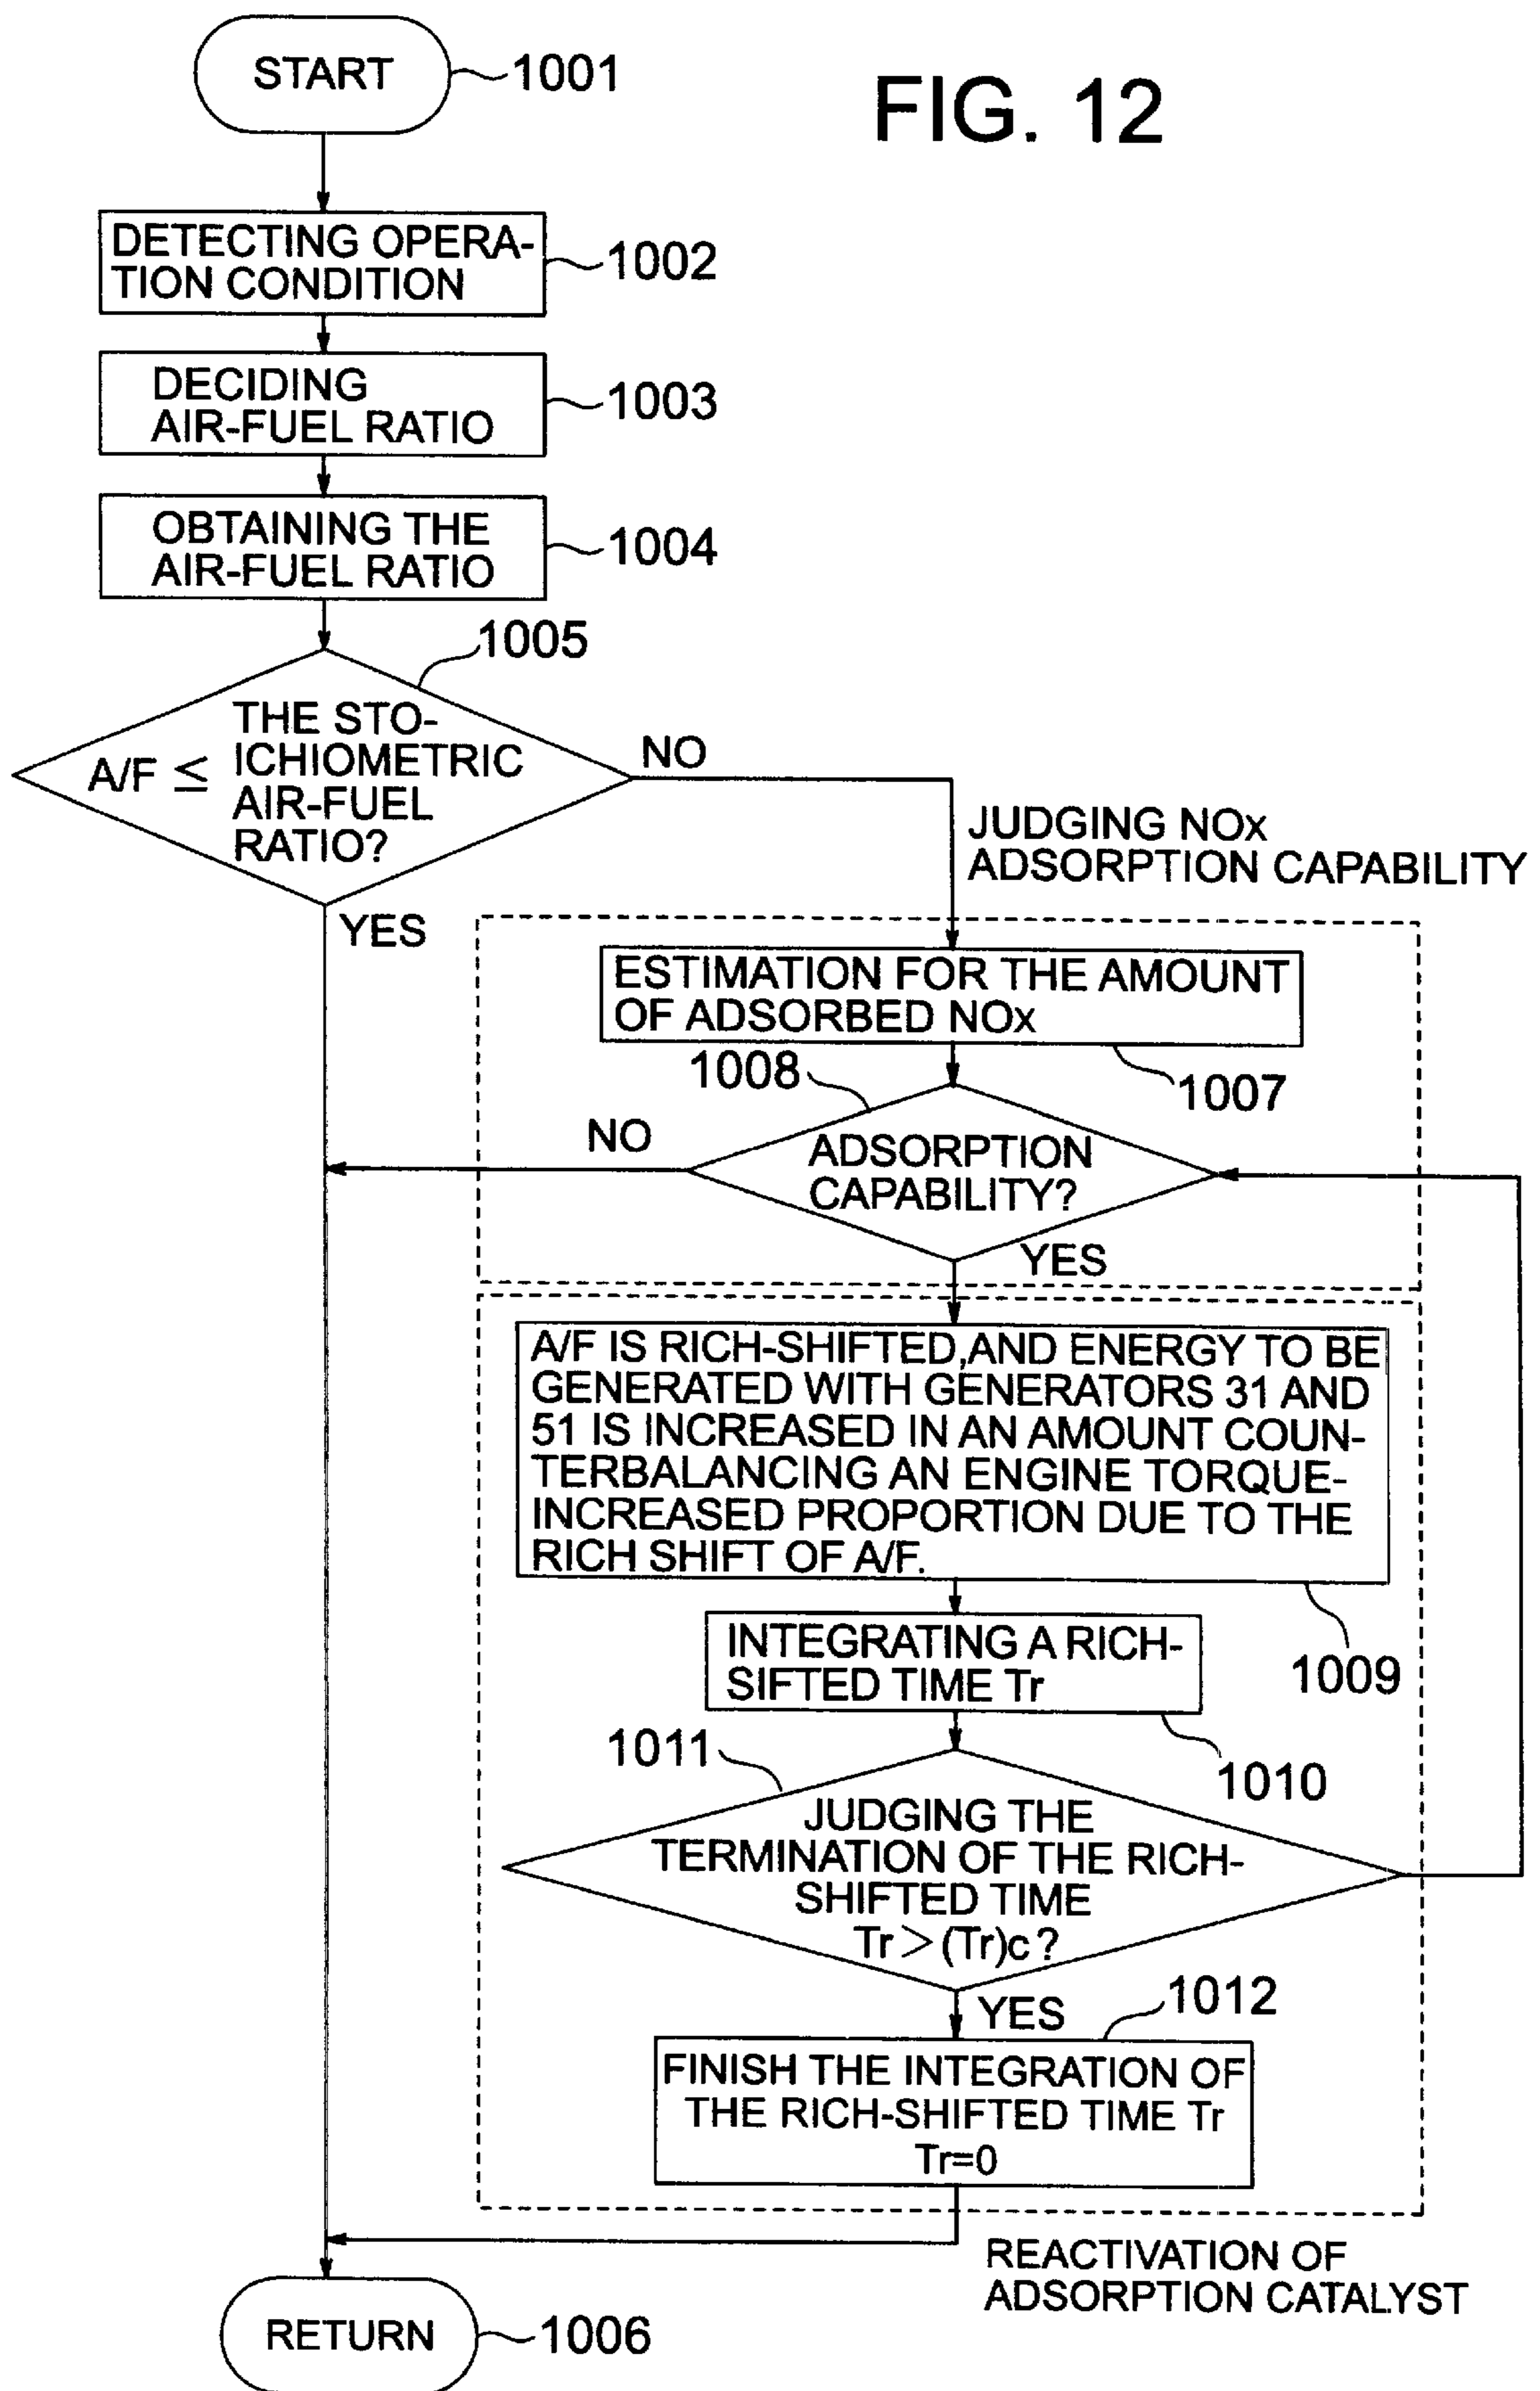 START
1001
FIG. 12
DETECTING OPERA-
TION CONDITION
1002
DECIDING
AIR-FUEL RATIO
1003
OBTAINING THE
AIR-FUEL RATIO
1004
1005
A/F ≤
THE STO-
ICHIOMETRIC
AIR-FUEL
RATIO?
NO
YES
JUDGING NOx
ADSORPTION CAPABILITY
ESTIMATION FOR THE AMOUNT
OF ADSORBED NOx
1007
1008
ADSORPTION
CAPABILITY?
NO
YES
A/F IS RICH-SHIFTED,AND ENERGY TO BE
GENERATED WITH GENERATORS 31 AND
51 IS INCREASED IN AN AMOUNT COUN-
TERBALANCING AN ENGINE TORQUE-
INCREASED PROPORTION DUE TO THE
RICH SHIFT OF A/F.
1009
INTEGRATING A RICH-
SIFTED TIME Tr
1010
1011
JUDGING THE
TERMINATION OF THE RICH-
SHIFTED TIME
Tr > (Tr)c ?
YES
1012
FINISH THE INTEGRATION OF
THE RICH-SHIFTED TIME Tr
Tr=0
REACTIVATION OF
ADSORPTION CATALYST
RETURN
1006